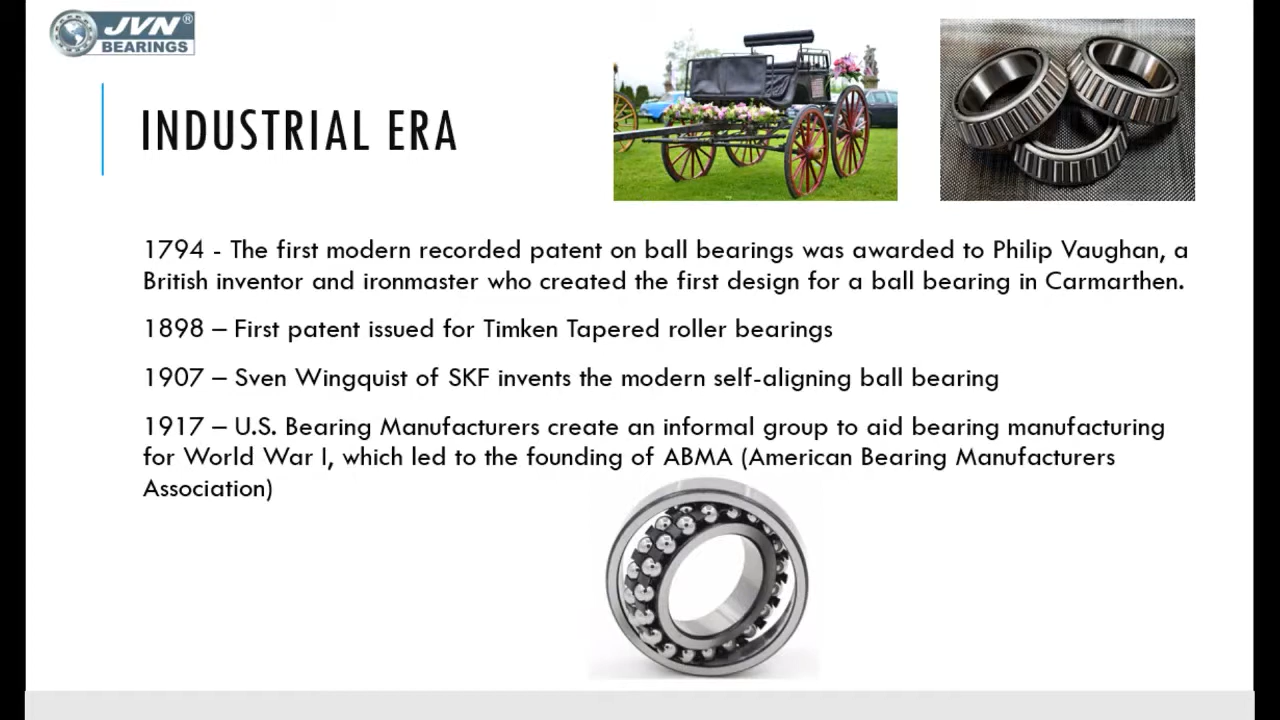 JVN®
BEARINGS
INDUSTRIAL ERA
1794 - The first modern recorded patent on ball bearings was awarded to Philip Vaughan, a
British inventor and ironmaster who created the first design for a ball bearing in Carmarthen.
1898 – First patent issued for Timken Tapered roller bearings
1907 – Sven Wingquist of SKF invents the modern self-aligning ball bearing
1917 – U.S. Bearing Manufacturers create an informal group to aid bearing manufacturing
for World War I, which led to the founding of ABMA (American Bearing Manufacturers
Association)